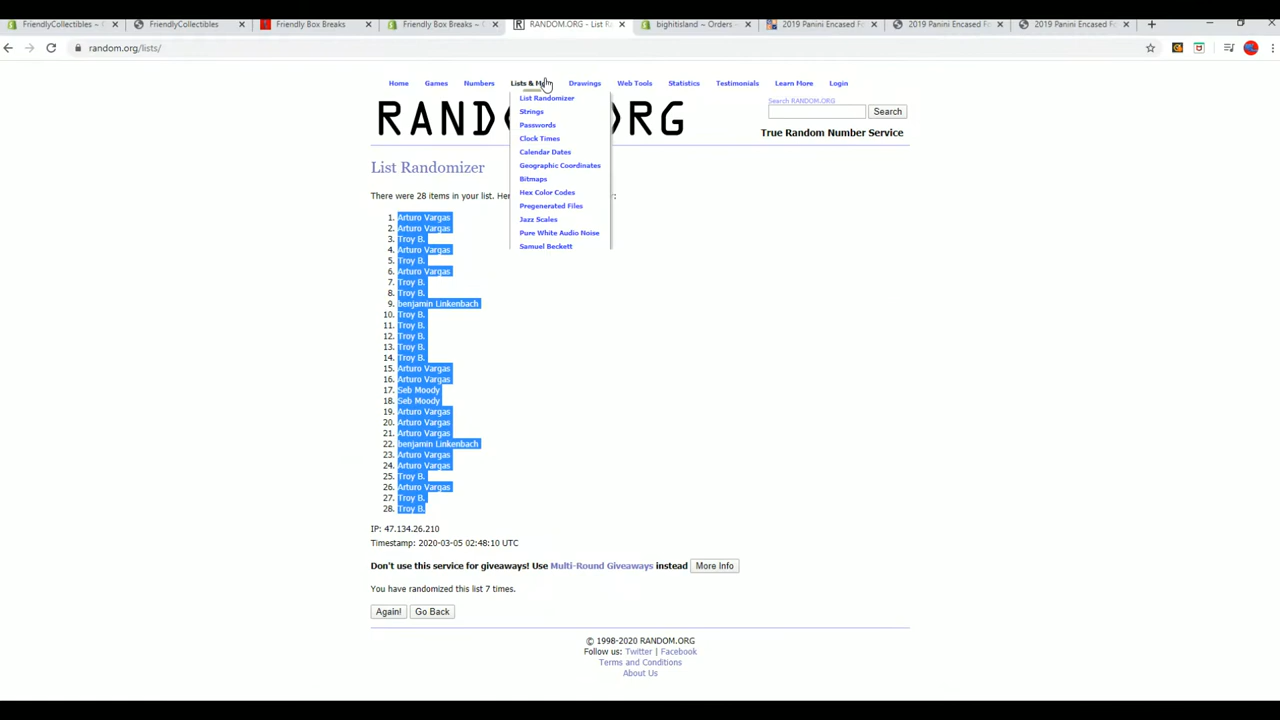 FriendlyCollectibles ~ C
FriendlyCollectibles
Friendly Box Breaks
Friendly Box Breaks ~ C
RANDOM.ORG - List R
bighitisland ~ Orders
2019 Panini Encased Fo
2019 Panini Encased Fo
2019 Panini Encased Fo
random.org/lists/
Home
Games
Numbers
Lists & M
Drawings
Web Tools
Statistics
Testimonials
Learn More
Login
List Randomizer
Strings
Passwords
Clock Times
Calendar Dates
Geographic Coordinates
Bitmaps
Hex Color Codes
Pregenerated Files
Jazz Scales
Pure White Audio Noise
Samuel Beckett
Search RANDOM.ORG
Search
True Random Number Service
List Randomizer
There were 28 items in your list. Her
1. Arturo Vargas
2. Arturo Vargas
3. Troy B.
4. Arturo Vargas
5. Troy B.
6. Arturo Vargas
7. Troy B.
8. Troy B.
9. benjamin Linkenbach
10. Troy B.
11. Troy B.
12. Troy B.
13. Troy B.
14. Troy B.
15. Arturo Vargas
16. Arturo Vargas
17. Seb Moody
18. Seb Moody
19. Arturo Vargas
20. Arturo Vargas
21. Arturo Vargas
22. benjamin Linkenbach
23. Arturo Vargas
24. Arturo Vargas
25. Troy B.
26. Arturo Vargas
27. Troy B.
28. Troy B.
IP: 47.134.26.210
Timestamp: 2020-03-05 02:48:10 UTC
Don't use this service for giveaways! Use Multi-Round Giveaways instead More Info
You have randomized this list 7 times.
Again! Go Back
© 1998-2020 RANDOM.ORG
Follow us: Twitter | Facebook
Terms and Conditions
About Us